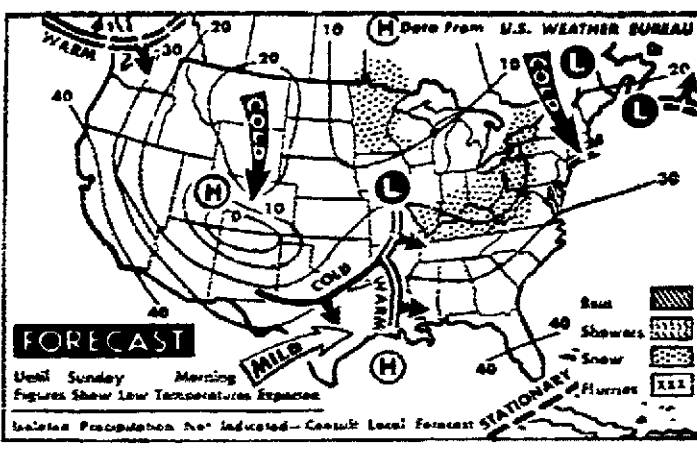 H Data From U.S. WEATHER BUREAU
WARM
30
20
20
10
10
20
L
L
COLD
COLD
40
H
0
10
L
30
COLD
WARM
40
H
40
40
FORECAST
MILD
Until Sunday Morning
Figures Show Low Temperatures Expected
Isolated Precipitation Not Indicated – Consult Local Forecast
Rain
Showers
Snow
Flurries
STATIONARY